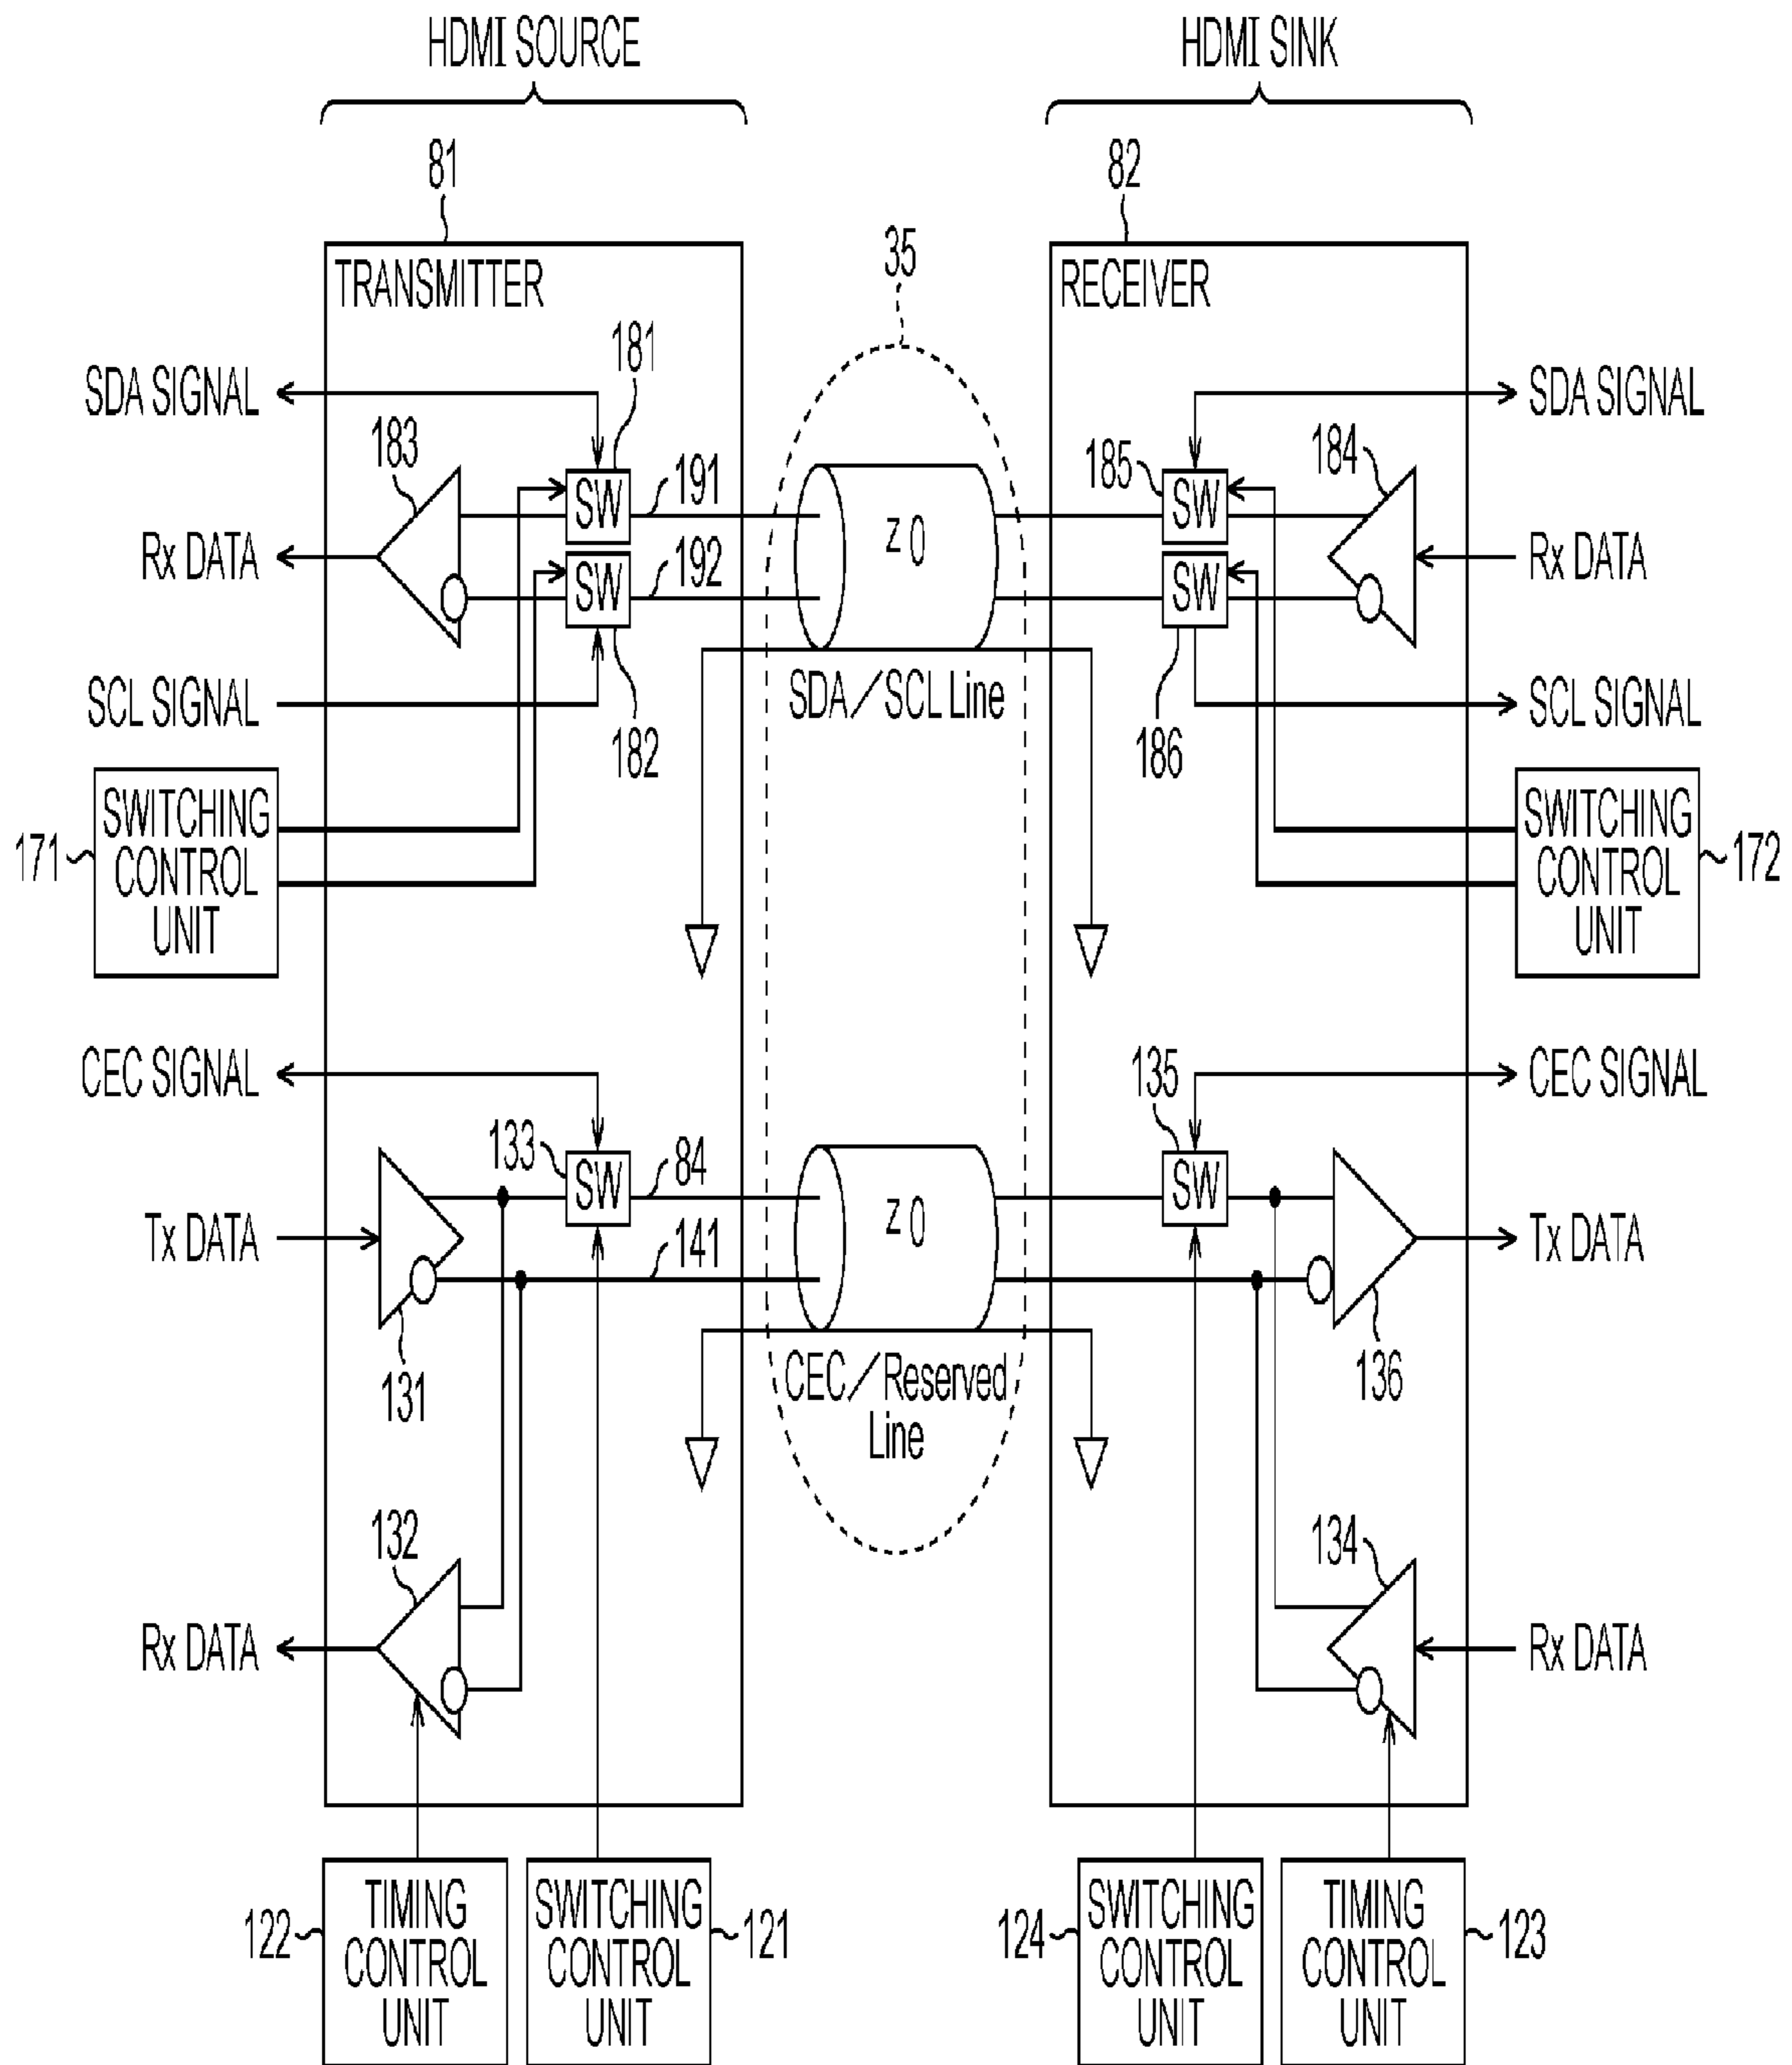 HDMI SOURCE
HDMI SINK
81
82
35
TRANSMITTER
RECEIVER
181
SDA SIGNAL
SDA SIGNAL
183
191
185
184
SW
Z0
SW
Rx DATA
Rx DATA
SW
192
SW
SCL SIGNAL
182
SDA/SCL Line
186
SCL SIGNAL
171
SWITCHING
CONTROL
UNIT
SWITCHING
CONTROL
UNIT
172
CEC SIGNAL
135
CEC SIGNAL
133
SW
84
Z0
SW
Tx DATA
141
Tx DATA
131
CEC/Reserved
Line
136
132
134
Rx DATA
Rx DATA
122
TIMING
CONTROL
UNIT
SWITCHING
CONTROL
UNIT
121
124
SWITCHING
CONTROL
UNIT
TIMING
CONTROL
UNIT
123